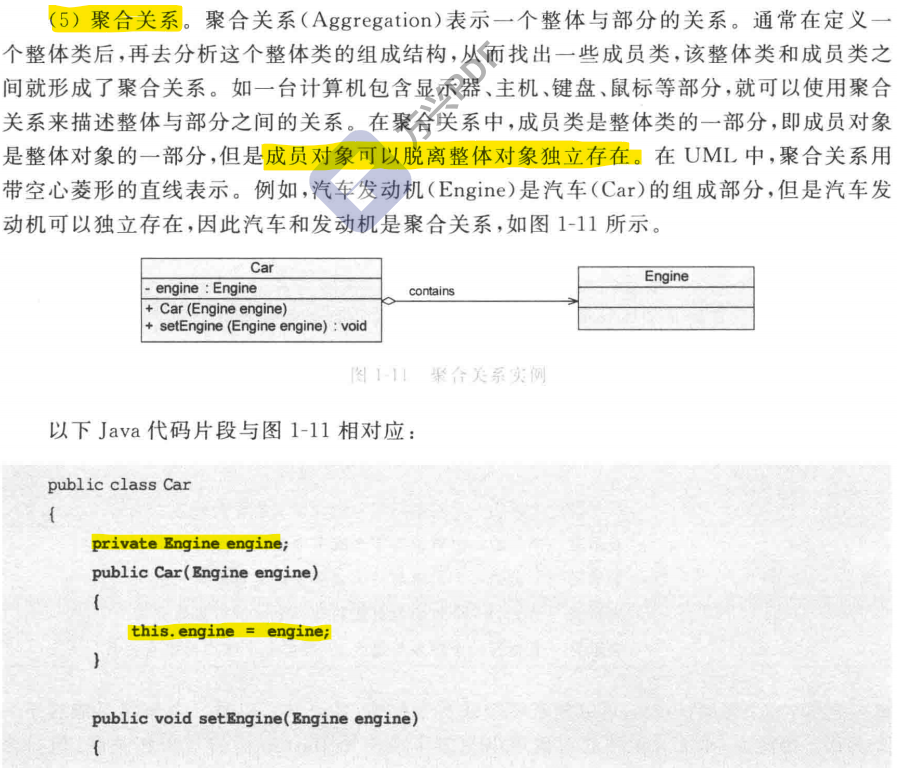 (5) 聚合关系。聚合关系(Aggregation)表示一个整体与部分的关系。通常在定义一
个整体类后,再去分析这个整体类的组成结构,从而找出一些成员类,该整体类和成员类之
间就形成了聚合关系。如一台计算机包含显示器、主机、键盘、鼠标等部分,就可以使用聚合
关系来描述整体与部分之间的关系。在聚合关系中,成员类是整体类的一部分,即成员对象
是整体对象的一部分,但是成员对象可以脱离整体对象独立存在。在 UML 中,聚合关系用
带空心菱形的直线表示。例如,汽车发动机(Engine)是汽车(Car)的组成部分,但是汽车发
动机可以独立存在,因此汽车和发动机是聚合关系,如图 1-11 所示。
万兴PDF
Car
- engine : Engine
+ Car (Engine engine)
+ setEngine (Engine engine) : void
contains
Engine
图 1-11 聚合关系实例
以下 Java 代码片段与图 1-11 相对应:
public class Car
{
private Engine engine;
public Car(Engine engine)
{
this.engine = engine;
}
public void setEngine(Engine engine)
{